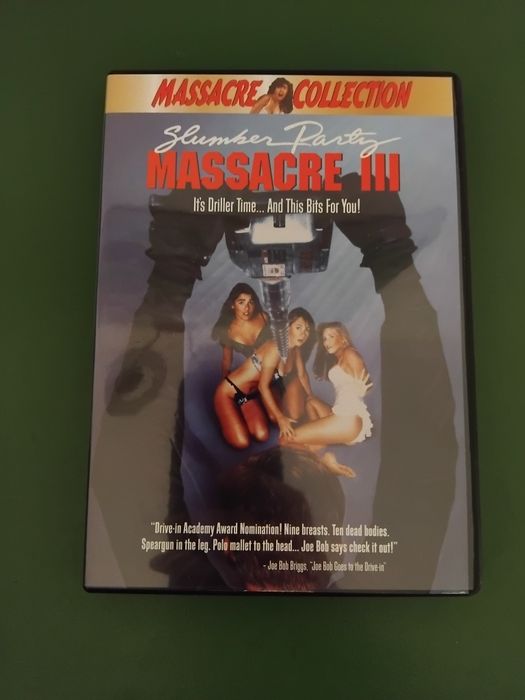 MASSACRE COLLECTION
Slumber Party
MASSACRE III
It's Driller Time... And This Bits For You!
"Drive-in Academy Award Nomination! Nine breasts. Ten dead bodies.
Speargun in the leg. Polo mallet to the head... Joe Bob says check it out!"
- Joe Bob Briggs, "Joe Bob Goes to the Drive-in"